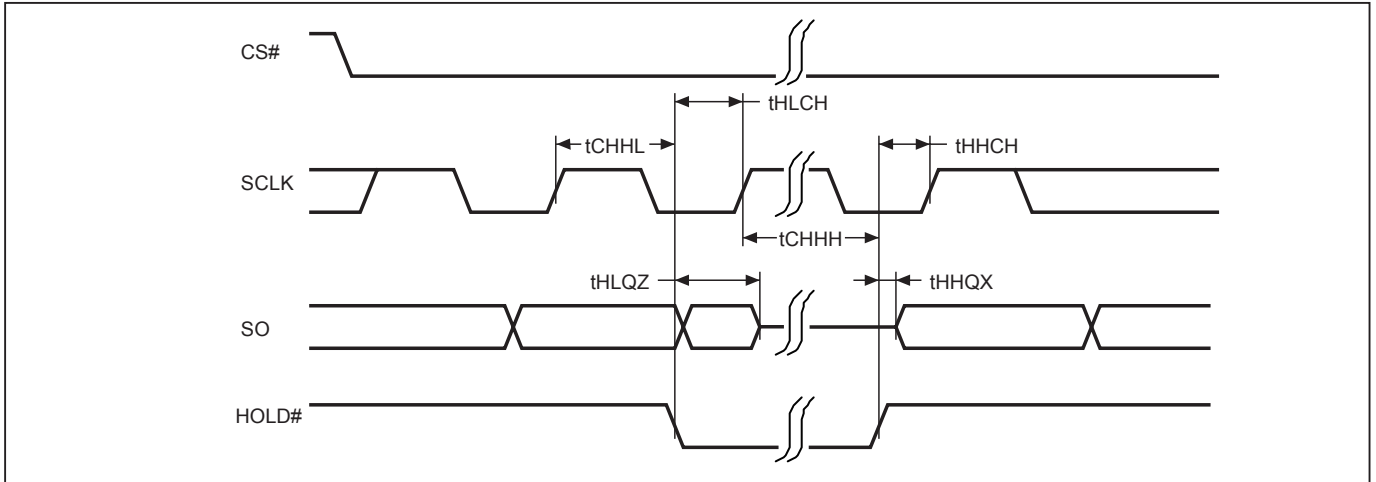 CS#
tHLCH
tCHHL
tHHCH
SCLK
tCHHH
tHLQZ
tHHQX
SO
HOLD#